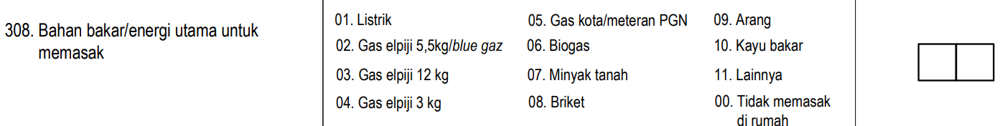 308. Bahan bakar/energi utama untuk
memasak
01. Listrik
02. Gas elpiji 5,5kg/blue gaz
03. Gas elpiji 12 kg
04. Gas elpiji 3 kg
05. Gas kota/meteran PGN
06. Biogas
07. Minyak tanah
08. Briket
09. Arang
10. Kayu bakar
11. Lainnya
00. Tidak memasak
di rumah